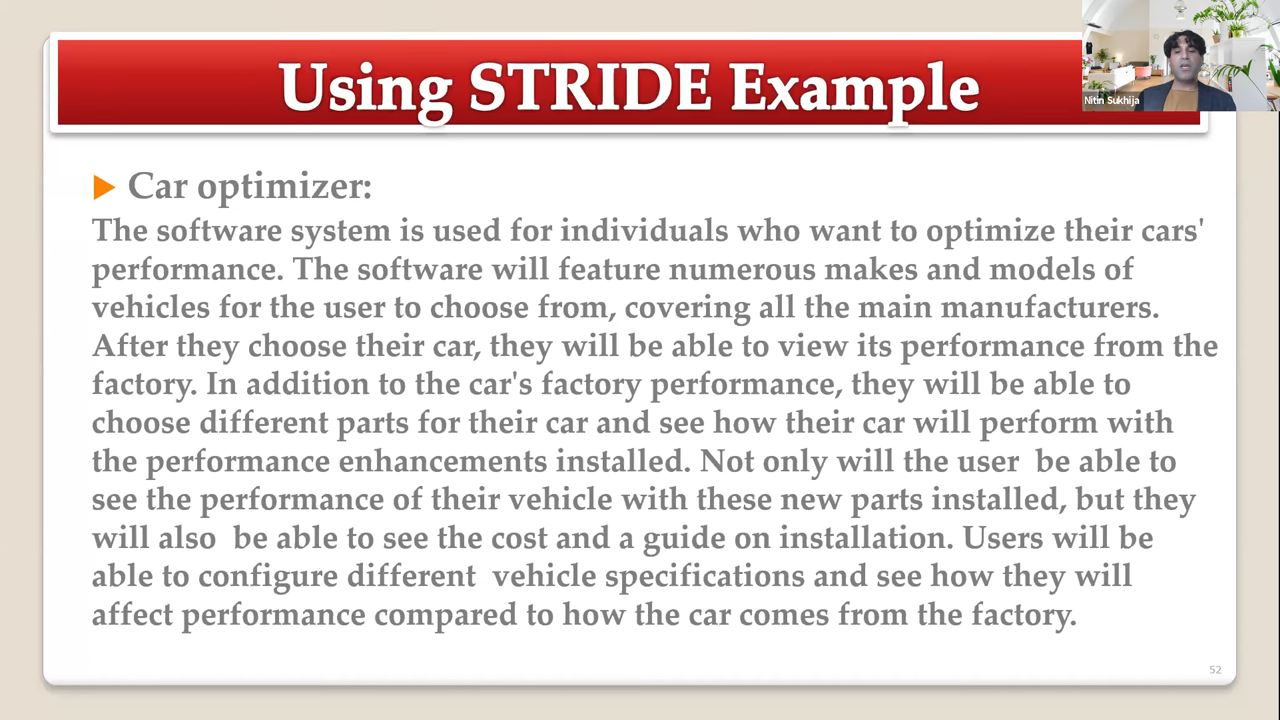 Using STRIDE Example
Nitin Sukhija
Car optimizer:
The software system is used for individuals who want to optimize their cars'
performance. The software will feature numerous makes and models of
vehicles for the user to choose from, covering all the main manufacturers.
After they choose their car, they will be able to view its performance from the
factory. In addition to the car's factory performance, they will be able to
choose different parts for their car and see how their car will perform with
the performance enhancements installed. Not only will the user  be able to
see the performance of their vehicle with these new parts installed, but they
will also  be able to see the cost and a guide on installation. Users will be
able to configure different  vehicle specifications and see how they will
affect performance compared to how the car comes from the factory.
52